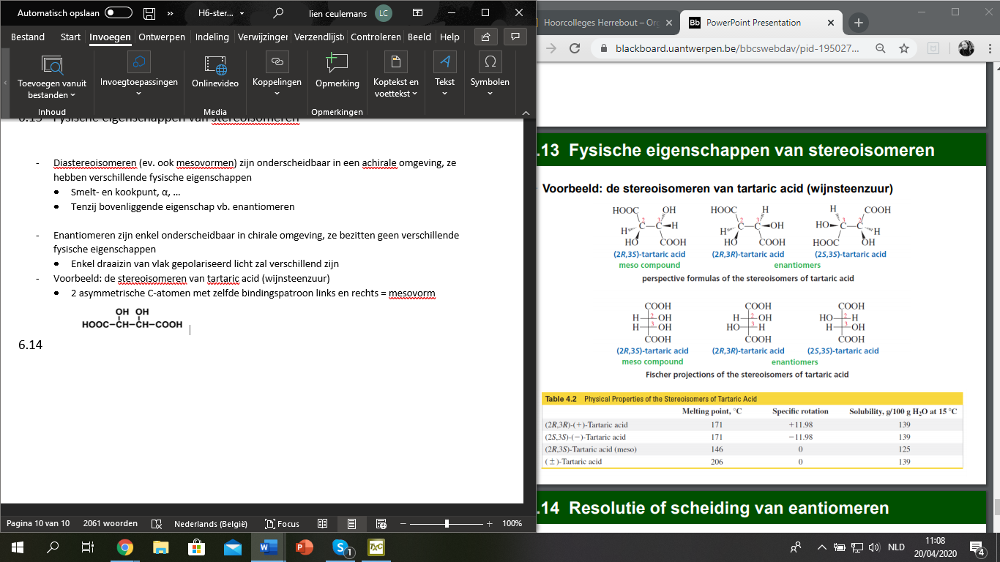 Automatisch opslaan
H6-ster...
lien ceulemans
LC
Bestand Start Invoegen Ontwerpen Indeling Verwijzinger Verzendlijst Controleren Beeld Help
Toevoegen vanuit bestanden
Invoegtoepassingen
Onlinevideo
Koppelingen
Opmerking
Koptekst en voettekst
Tekst
Symbolen
Inhoud
Media
Opmerkingen
6.13 Fysische eigenschappen van stereoisomeren
- Diastereoisomeren (ev. ook mesovormen) zijn onderscheidbaar in een achirale omgeving, ze
hebben verschillende fysische eigenschappen
• Smelt- en kookpunt, α, ...
• Tenzij bovenliggende eigenschap vb. enantiomeren
- Enantiomeren zijn enkel onderscheidbaar in chirale omgeving, ze bezitten geen verschillende
fysische eigenschappen
• Enkel draaizin van vlak gepolariseerd licht zal verschillend zijn
- Voorbeeld: de stereoisomeren van tartaric acid (wijnsteenzuur)
• 2 asymmetrische C-atomen met zelfde bindingspatroon links en rechts = mesovorm
OH OH
HOOC–CH–CH–COOH
6.14
Pagina 10 van 10 2061 woorden Nederlands (België) Focus 100%
Hoorcolleges Herrebout – Or
Bb PowerPoint Presentation
blackboard.uantwerpen.be/bbcswebdav/pid-195027...
.13 Fysische eigenschappen van stereoisomeren
Voorbeeld: de stereoisomeren van tartaric acid (wijnsteenzuur)
HOOC OH HOOC H H COOH
2 3 2 3 3 2
C–C H C–C OH HO C–C
H H H
HO COOH HO COOH HOOC OH
(2R,3S)-tartaric acid (2R,3R)-tartaric acid (2S,3S)-tartaric acid
meso compound enantiomers
perspective formulas of the stereoisomers of tartaric acid
COOH COOH COOH
H 2 OH H 2 OH HO 2 H
H 3 OH HO 3 H H 3 OH
COOH COOH COOH
(2R,3S)-tartaric acid (2R,3R)-tartaric acid (2S,3S)-tartaric acid
meso compound enantiomers
Fischer projections of the stereoisomers of tartaric acid
Table 4.2 Physical Properties of the Stereoisomers of Tartaric Acid
Melting point, °C Specific rotation Solubility, g/100 g H₂O at 15 °C
(2R,3R)-(+)-Tartaric acid 171 +11.98 139
(2S,3S)-(−)-Tartaric acid 171 −11.98 139
(2R,3S)-Tartaric acid (meso) 146 0 125
(±)-Tartaric acid 206 0 139
.14 Resolutie of scheiding van eantiomeren
1
NLD
11:08
20/04/2020
4